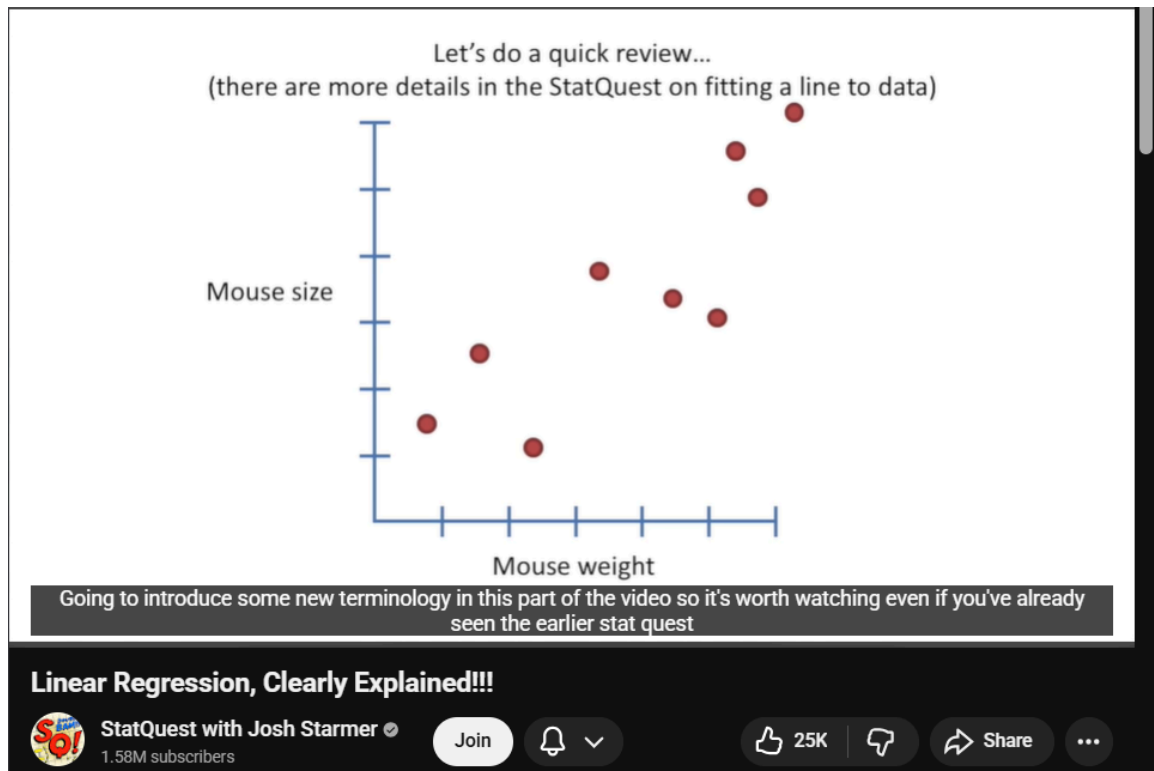 Let's do a quick review...
(there are more details in the StatQuest on fitting a line to data)
Mouse size
Mouse weight
Going to introduce some new terminology in this part of the video so it's worth watching even if you've already
seen the earlier stat quest
Linear Regression, Clearly Explained!!!
SQ!
StatQuest with Josh Starmer
1.58M subscribers
Join
25K
Share